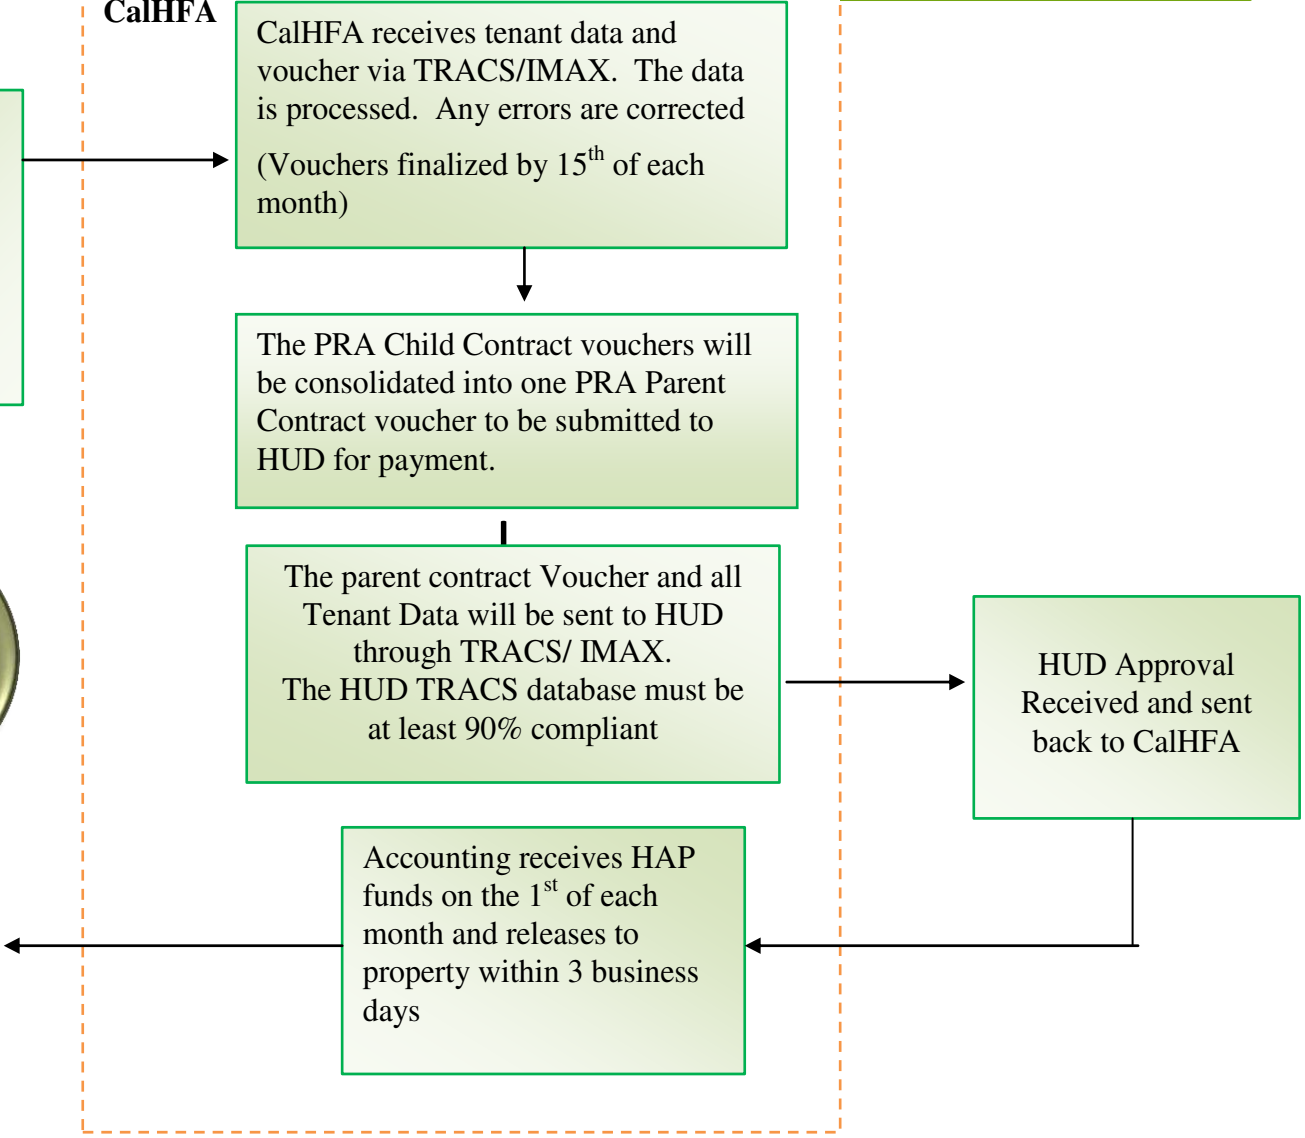 CalHFA
CalHFA receives tenant data and
voucher via TRACS/IMAX.  The data
is processed.  Any errors are corrected
(Vouchers finalized by 15th of each
month)
The PRA Child Contract vouchers will
be consolidated into one PRA Parent
Contract voucher to be submitted to
HUD for payment.
The parent contract Voucher and all
Tenant Data will be sent to HUD
through TRACS/ IMAX.
The HUD TRACS database must be
at least 90% compliant
HUD Approval
Received and sent
back to CalHFA
Accounting receives HAP
funds on the 1st of each
month and releases to
property within 3 business
days